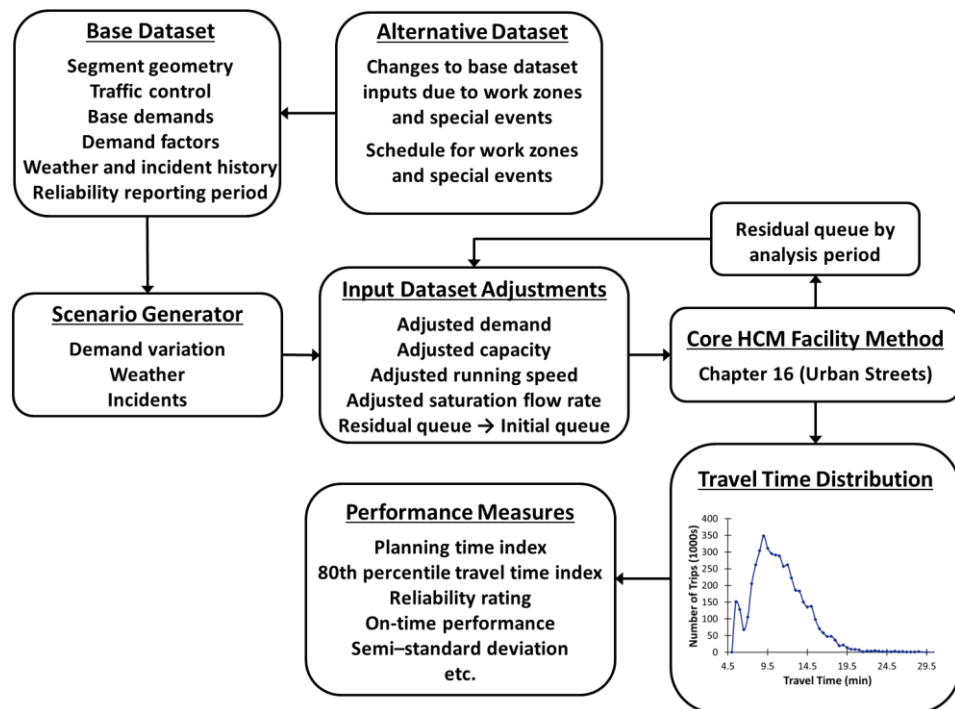 Base Dataset
Segment geometry
Traffic control
Base demands
Demand factors
Weather and incident history
Reliability reporting period
Alternative Dataset
Changes to base dataset
inputs due to work zones
and special events
Schedule for work zones
and special events
Residual queue by
analysis period
Scenario Generator
Demand variation
Weather
Incidents
Input Dataset Adjustments
Adjusted demand
Adjusted capacity
Adjusted running speed
Adjusted saturation flow rate
Residual queue → Initial queue
Core HCM Facility Method
Chapter 16 (Urban Streets)
Performance Measures
Planning time index
80th percentile travel time index
Reliability rating
On-time performance
Semi–standard deviation
etc.
Travel Time Distribution
Number of Trips (1000s)
400
350
300
250
200
150
100
50
0
4.5 9.5 14.5 19.5 24.5 29.5
Travel Time (min)